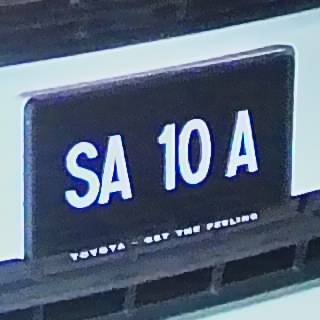 SA 10 A
TOYOTA - GET THE FEELING